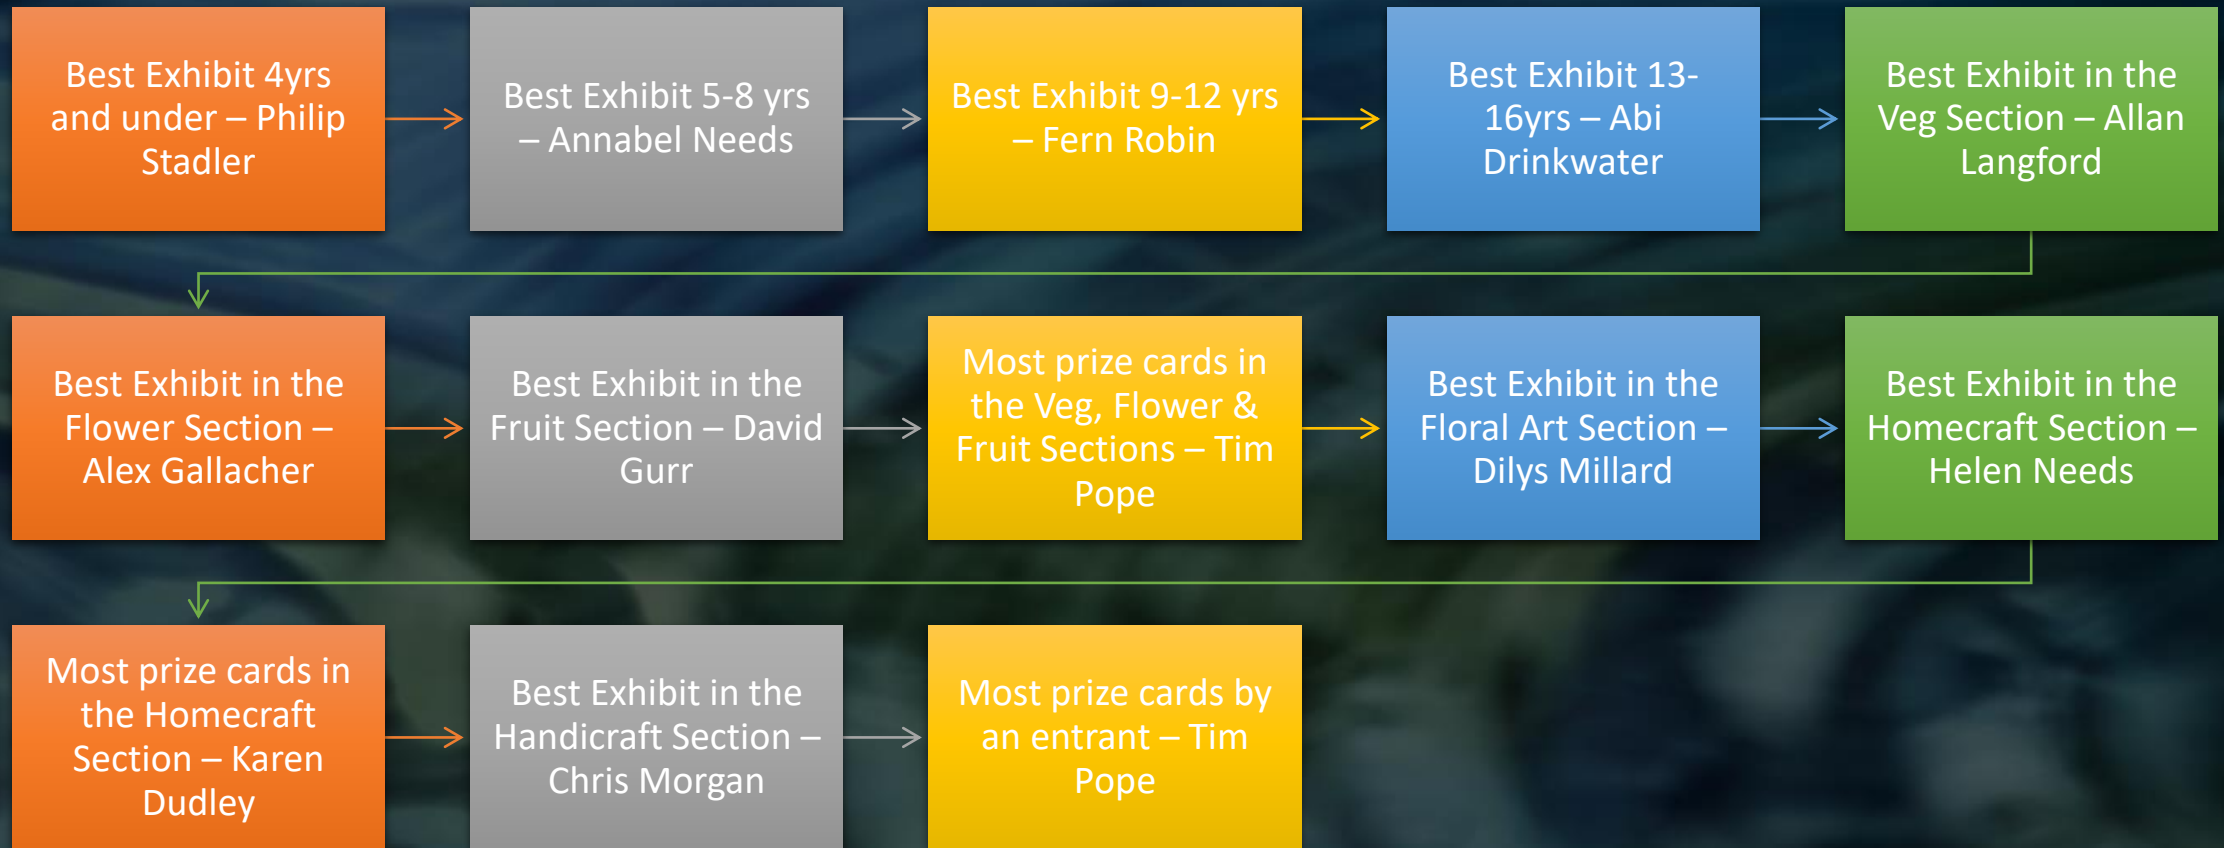 Best Exhibit 4yrs
and under – Philip
Stadler
Best Exhibit 5-8 yrs
– Annabel Needs
Best Exhibit 9-12 yrs
– Fern Robin
Best Exhibit 13-
16yrs – Abi
Drinkwater
Best Exhibit in the
Veg Section – Allan
Langford
Best Exhibit in the
Flower Section –
Alex Gallacher
Best Exhibit in the
Fruit Section – David
Gurr
Most prize cards in
the Veg, Flower &
Fruit Sections – Tim
Pope
Best Exhibit in the
Floral Art Section –
Dilys Millard
Best Exhibit in the
Homecraft Section –
Helen Needs
Most prize cards in
the Homecraft
Section – Karen
Dudley
Best Exhibit in the
Handicraft Section –
Chris Morgan
Most prize cards by
an entrant – Tim
Pope